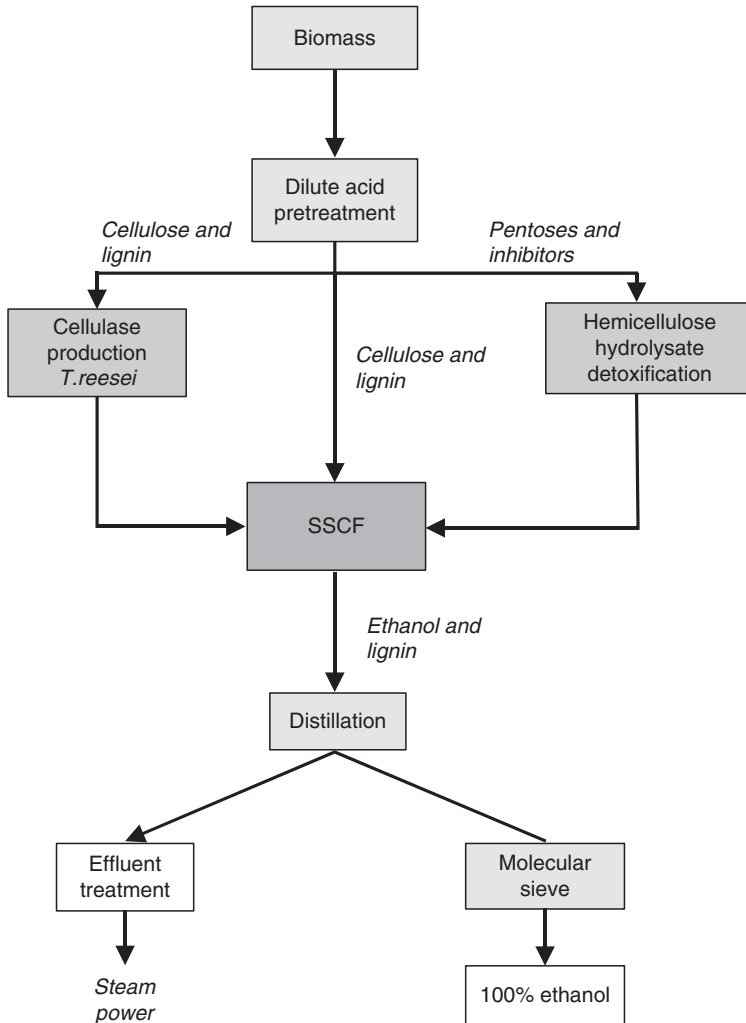 Biomass
Dilute acid
pretreatment
Cellulose and
lignin
Pentoses and
inhibitors
Cellulase
production
T.reesei
Cellulose and
lignin
Hemicellulose
hydrolysate
detoxification
SSCF
Ethanol and
lignin
Distillation
Effluent
treatment
Molecular
sieve
Steam
power
100% ethanol